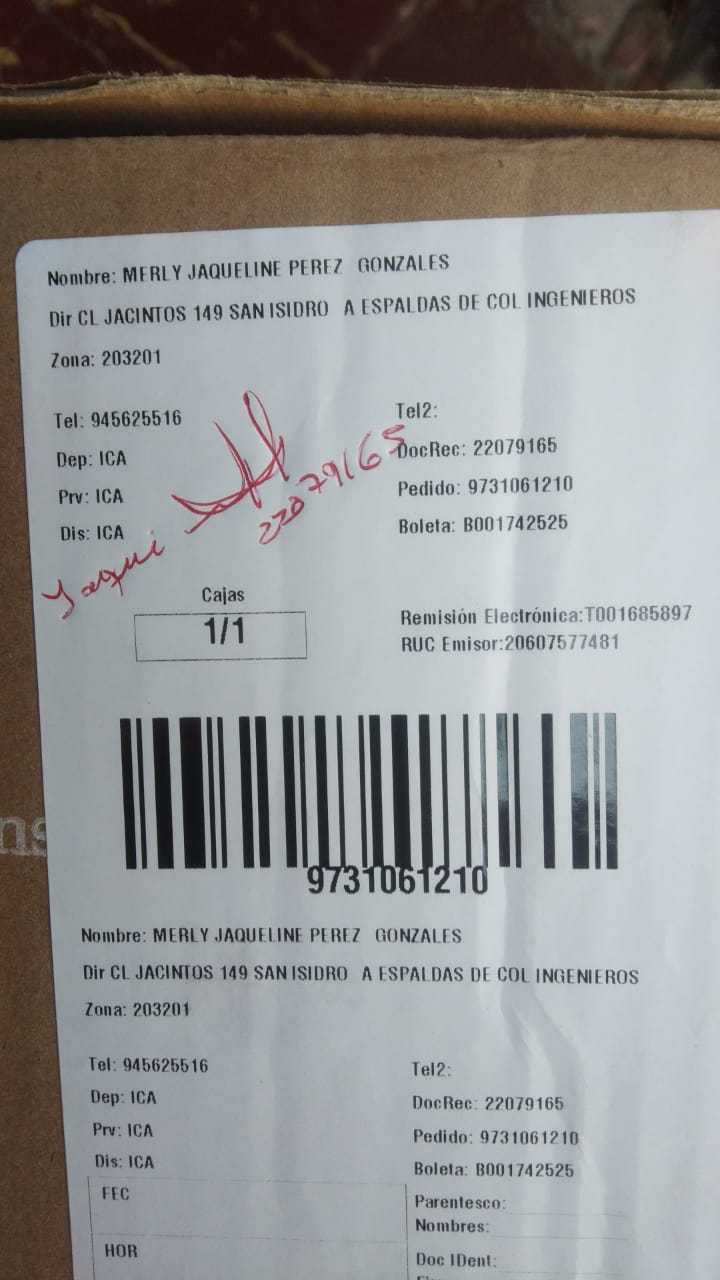 Nombre: MERLY JAQUELINE PEREZ GONZALES
Dir CL JACINTOS 149 SAN ISIDRO A ESPALDAS DE COL INGENIEROS
Zona: 203201
Tel: 945625516 Tel2:
Dep: ICA DocRec: 22079165
Prv: ICA Pedido: 9731061210
Dis: ICA Boleta: B001742525
Jaqui 22079165
Cajas
1/1
Remisión Electrónica:T001685897
RUC Emisor:20607577481
9731061210
Nombre: MERLY JAQUELINE PEREZ GONZALES
Dir CL JACINTOS 149 SAN ISIDRO A ESPALDAS DE COL INGENIEROS
Zona: 203201
Tel: 945625516 Tel2:
Dep: ICA DocRec: 22079165
Prv: ICA Pedido: 9731061210
Dis: ICA Boleta: B001742525
FEC Parentesco:
Nombres:
HOR Doc IDent: